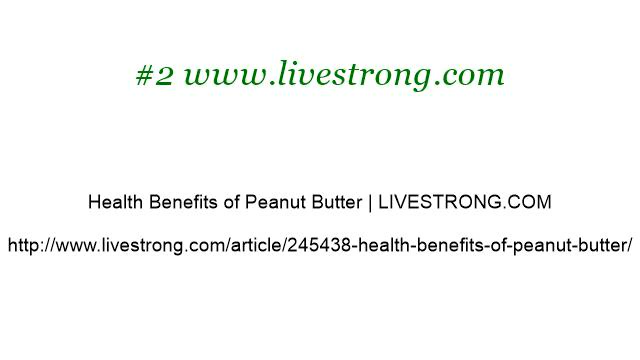 #2 www.livestrong.com
Health Benefits of Peanut Butter | LIVESTRONG.COM
http://www.livestrong.com/article/245438-health-benefits-of-peanut-butter/